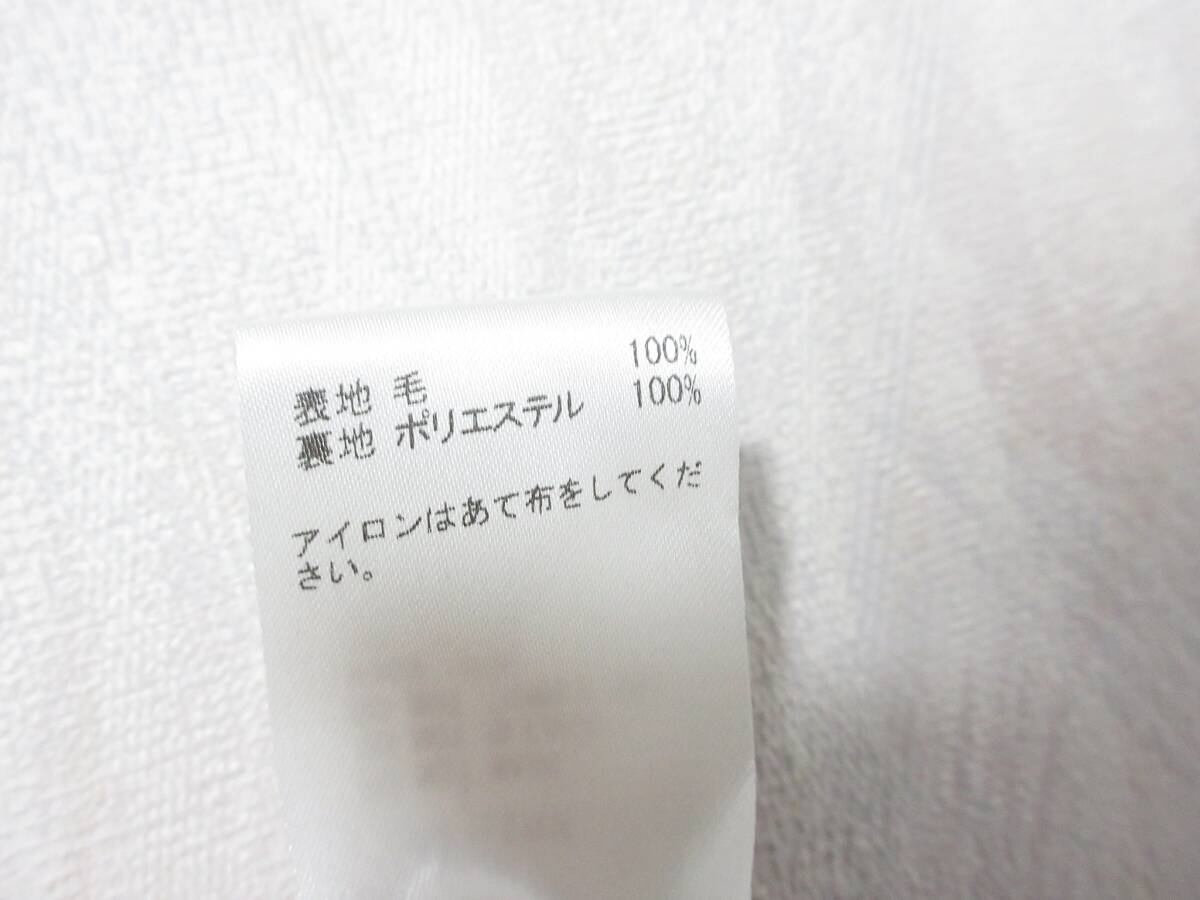 表地 毛 100%
裏地 ポリエステル 100%
アイロンはあて布をしてくだ
さい。